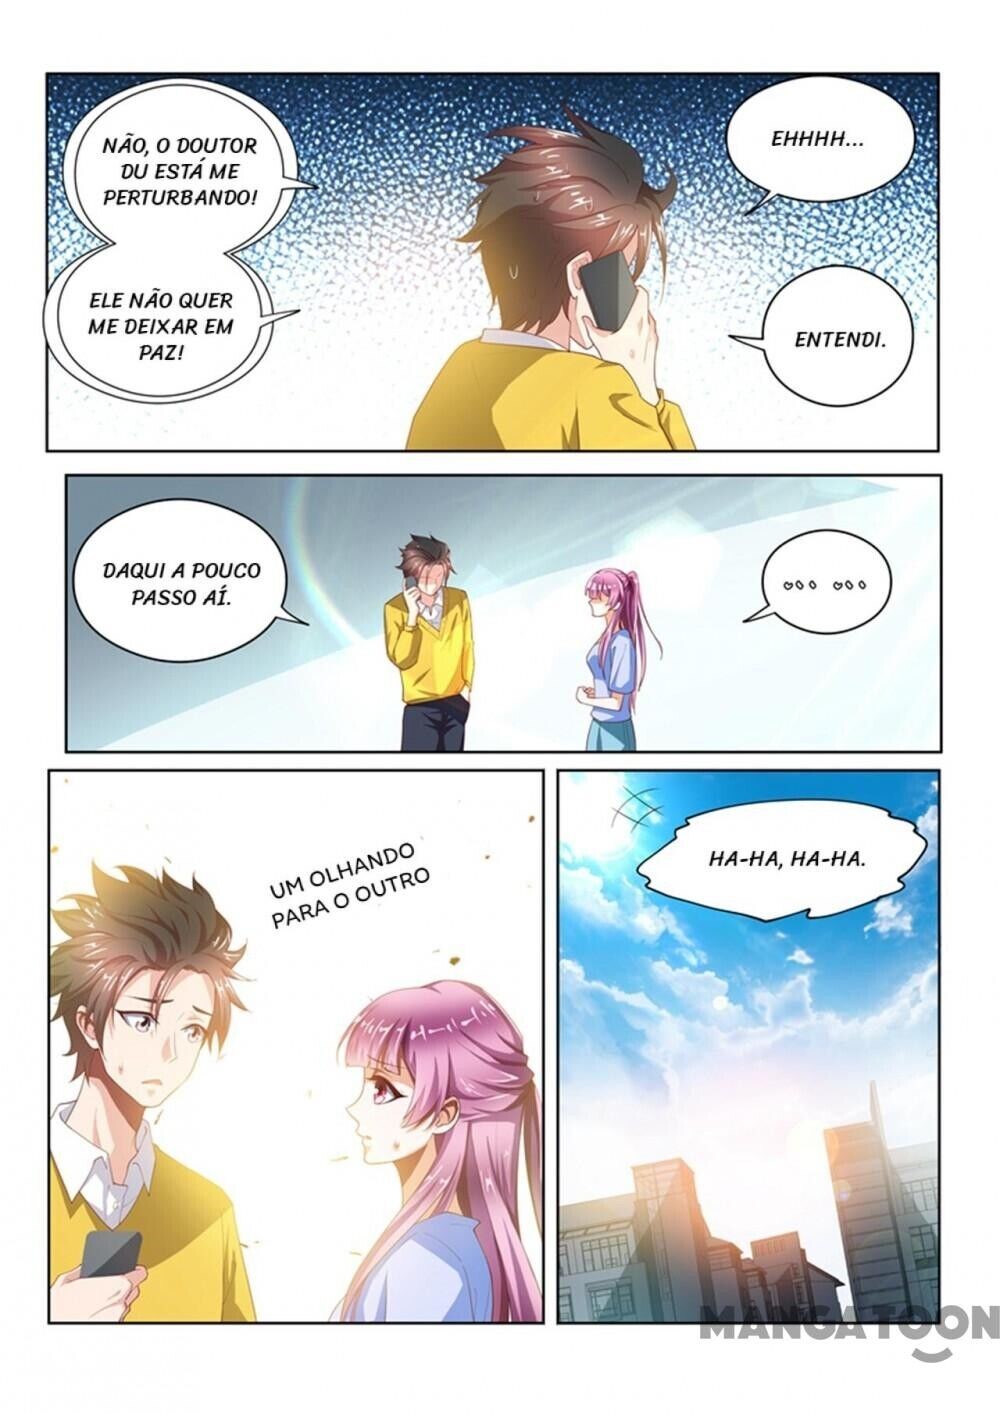 NÃO, O DOUTOR
DU ESTÁ ME
PERTURBANDO!
EHHHH...
ELE NÃO QUER
ME DEIXAR EM
PAZ!
ENTENDI.
DAQUI A POUCO
PASSO AÍ.
UM OLHANDO
PARA O OUTRO
HA-HA, HA-HA.
MANGATOON